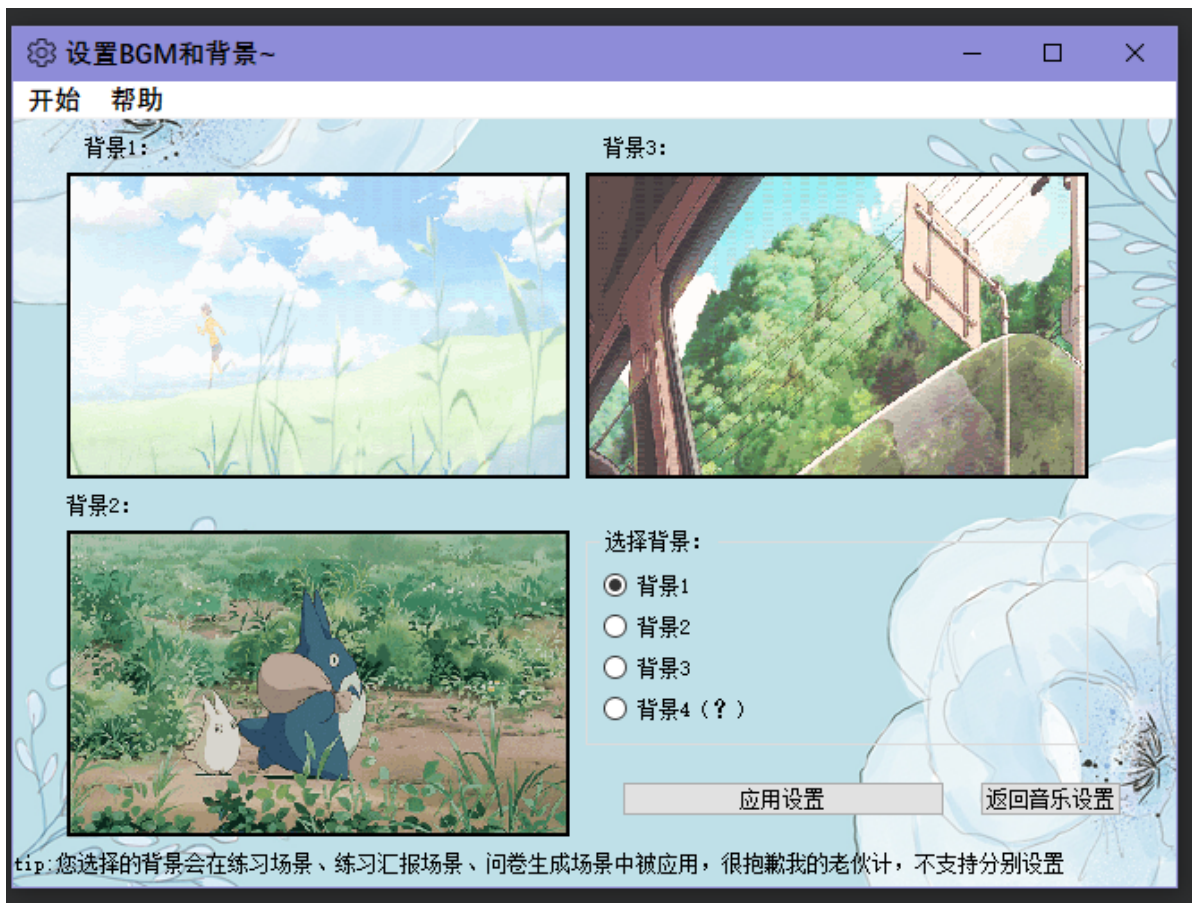 设置BGM和背景~
开始 帮助
背景1:
背景3:
背景2:
选择背景:
背景1
背景2
背景3
背景4（？）
应用设置
返回音乐设置
tip:您选择的背景会在练习场景、练习汇报场景、问卷生成场景中被应用，很抱歉我的老伙计，不支持分别设置